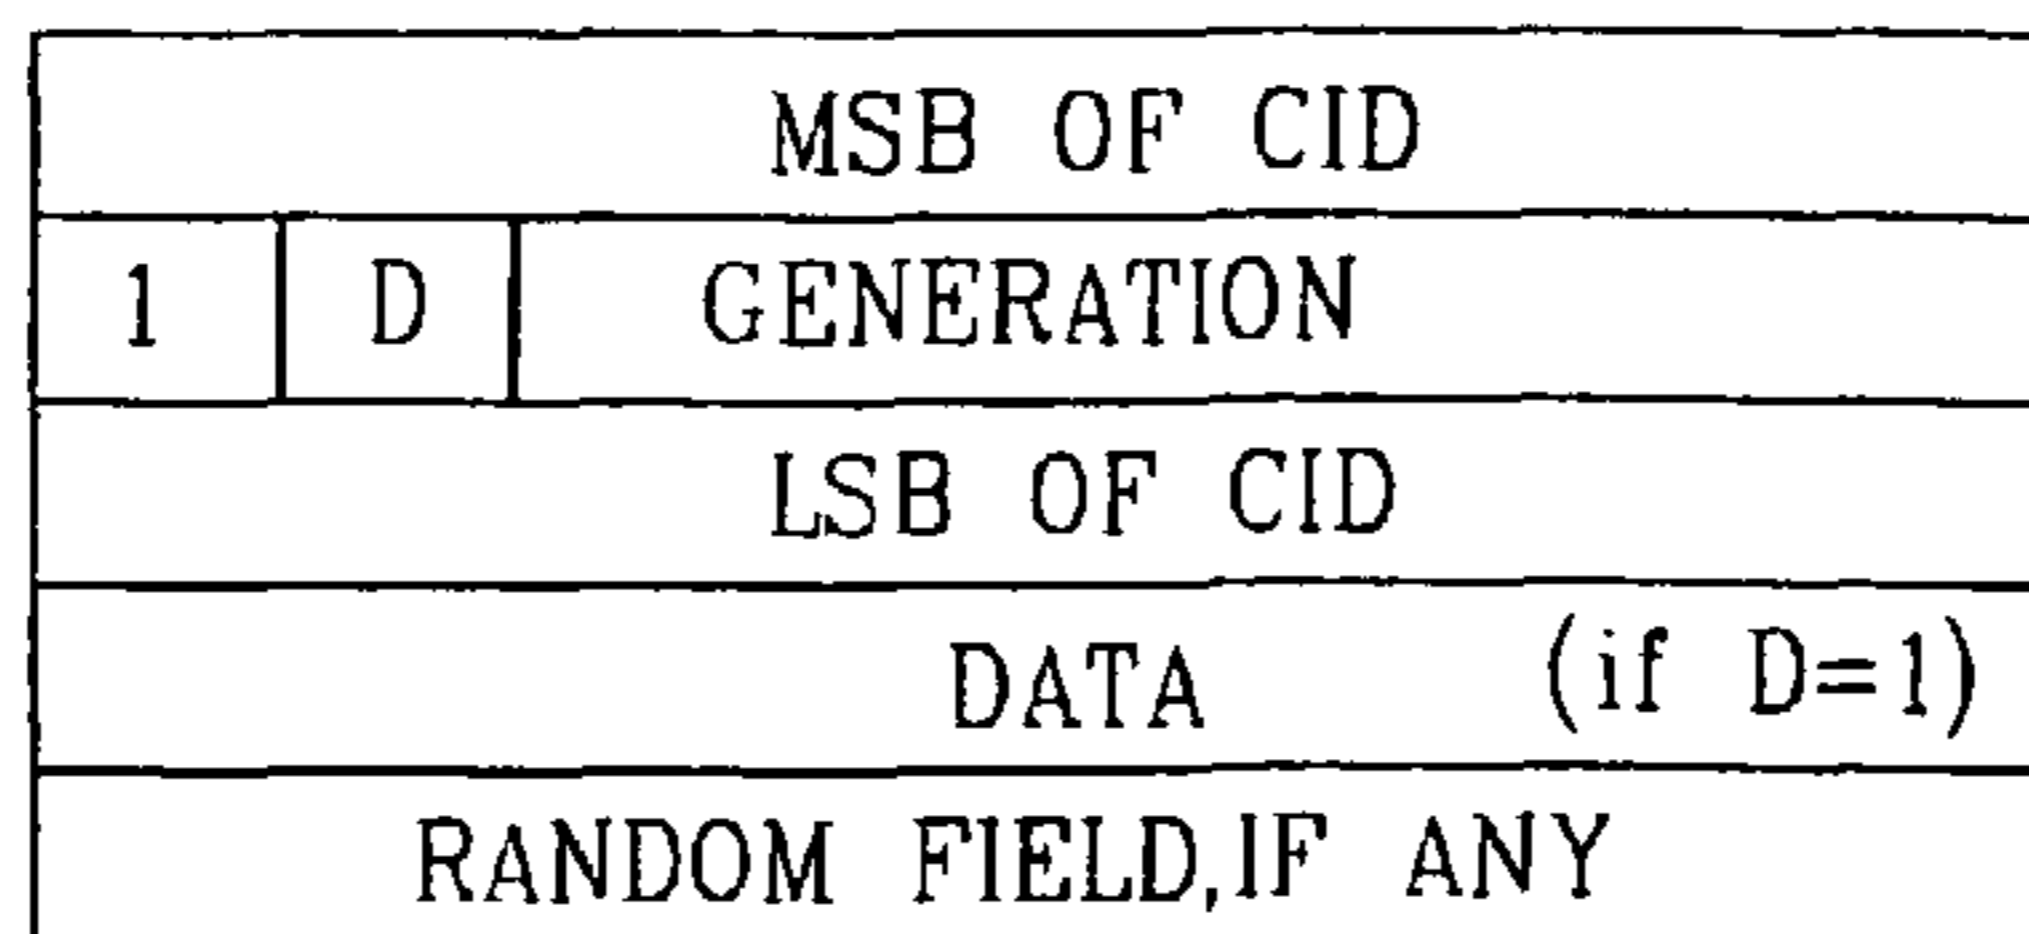 MSB OF CID
1 D GENERATION
LSB OF CID
DATA (if D=1)
RANDOM FIELD,IF ANY